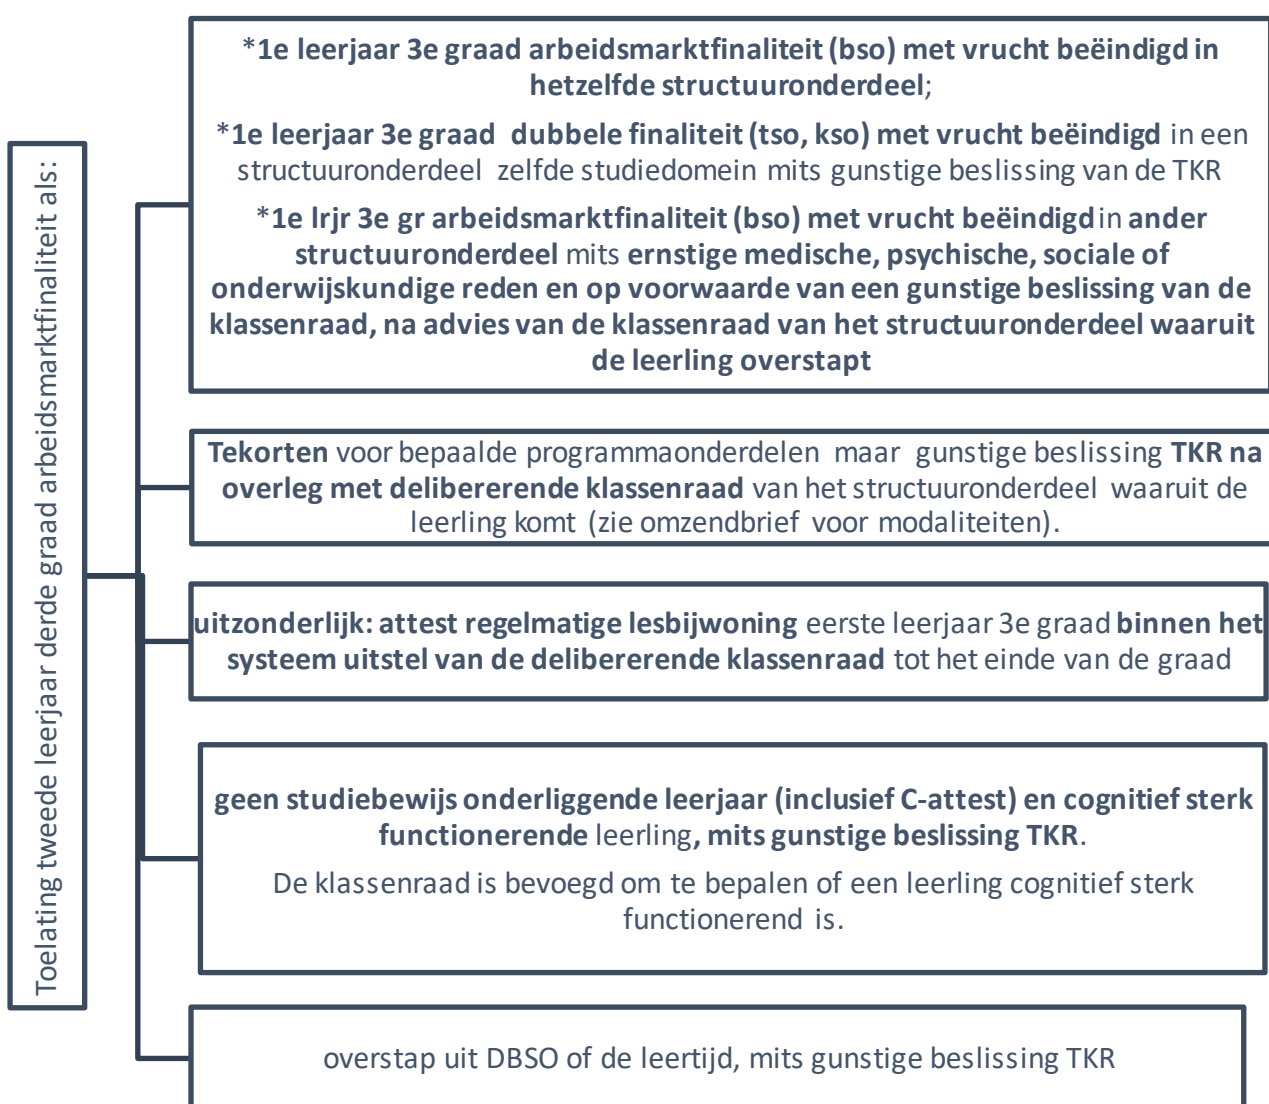 Toelating tweede leerjaar derde graad arbeidsmarktfinaliteit als:
*1e leerjaar 3e graad arbeidsmarktfinaliteit (bso) met vrucht beëindigd in
hetzelfde structuuronderdeel;
*1e leerjaar 3e graad dubbele finaliteit (tso, kso) met vrucht beëindigd in een
structuuronderdeel zelfde studiedomein mits gunstige beslissing van de TKR
*1e lrjr 3e gr arbeidsmarktfinaliteit (bso) met vrucht beëindigd in ander
structuuronderdeel mits ernstige medische, psychische, sociale of
onderwijskundige reden en op voorwaarde van een gunstige beslissing van de
klassenraad, na advies van de klassenraad van het structuuronderdeel waaruit
de leerling overstapt
Tekorten voor bepaalde programmaonderdelen maar gunstige beslissing TKR na
overleg met delibererende klassenraad van het structuuronderdeel waaruit de
leerling komt (zie omzendbrief voor modaliteiten).
uitzonderlijk: attest regelmatige lesbijwoning eerste leerjaar 3e graad binnen het
systeem uitstel van de delibererende klassenraad tot het einde van de graad
geen studiebewijs onderliggende leerjaar (inclusief C-attest) en cognitief sterk
functionerende leerling, mits gunstige beslissing TKR.
De klassenraad is bevoegd om te bepalen of een leerling cognitief sterk
functionerend is.
overstap uit DBSO of de leertijd, mits gunstige beslissing TKR